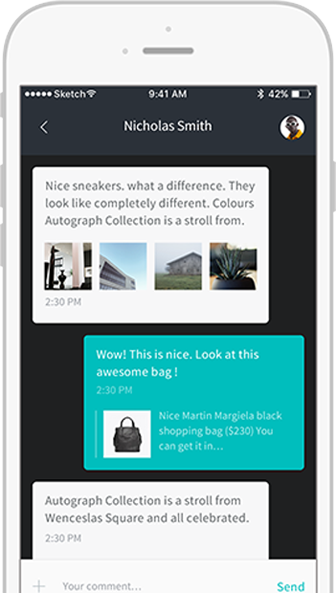 Sketch 9:41 AM 42%
Nicholas Smith
Nice sneakers. what a difference. They
look like completely different. Colours
Autograph Collection is a stroll from.
2:30 PM
Wow! This is nice. Look at this
awesome bag !
2:30 PM
Nice Martin Margiela black
shopping bag ($230) You
can get it in...
Autograph Collection is a stroll from
Wenceslas Square and all celebrated.
2:30 PM
Your comment... Send